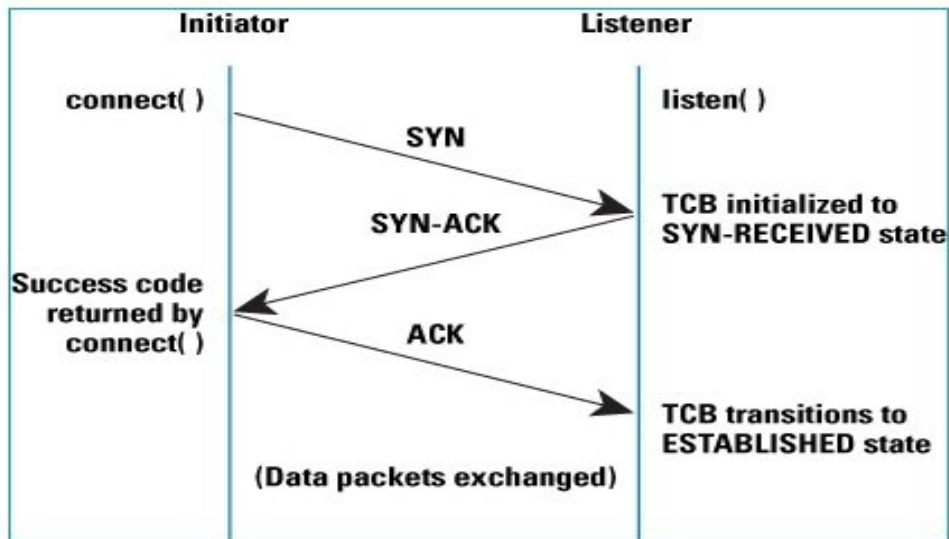 Initiator
Listener
connect( )
listen( )
SYN
TCB initialized to
SYN-RECEIVED state
SYN-ACK
Success code
returned by
connect( )
ACK
TCB transitions to
ESTABLISHED state
(Data packets exchanged)